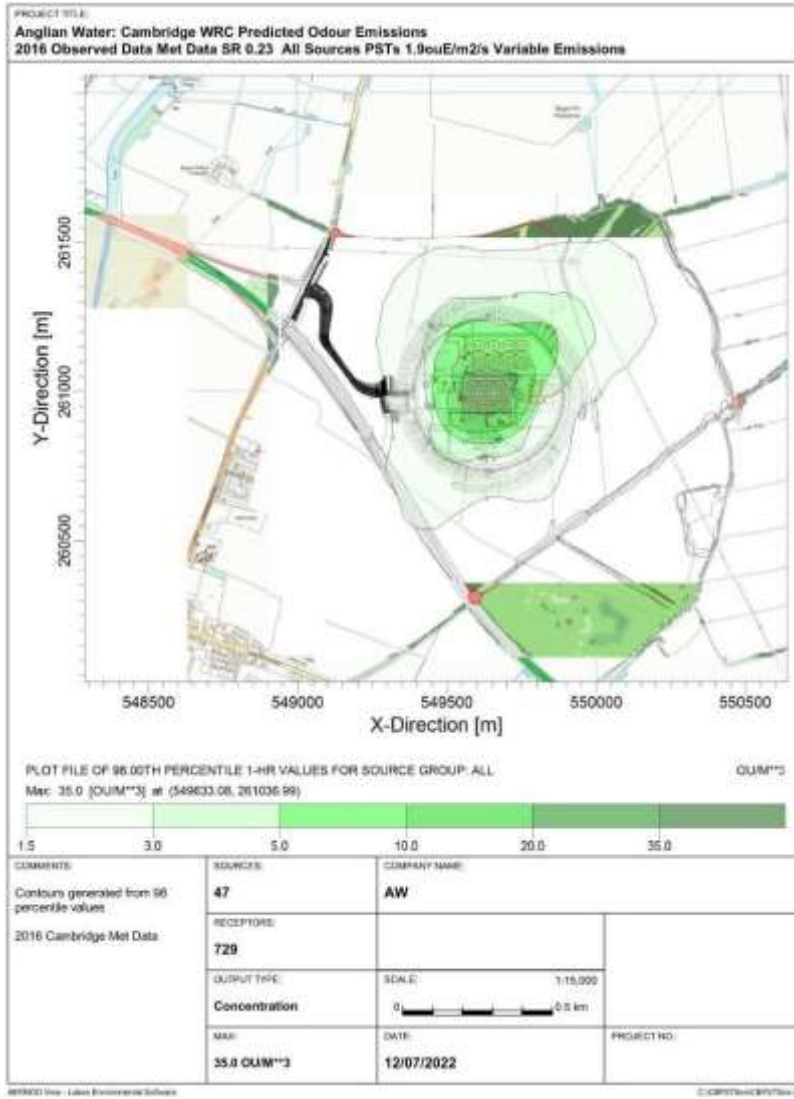 PROJECT TITLE:
Anglian Water: Cambridge WRC Predicted Odour Emissions
2016 Observed Data Met Data SR 0.23 All Sources PSTs 1.9ouE/m2/s Variable Emissions
Y-Direction [m]
261500
261000
260500
548500 549000 549500 550000 550500
X-Direction [m]
PLOT FILE OF 98.00TH PERCENTILE 1-HR VALUES FOR SOURCE GROUP: ALL
OU/M**3
Max: 35.0 [OU/M**3] at (549633.08, 261036.99)
1.5 3.0 5.0 10.0 20.0 35.0
COMMENTS:
Contours generated from 98
percentile values
2016 Cambridge Met Data
SOURCES:
47
COMPANY NAME:
AW
RECEPTORS:
729
OUTPUT TYPE:
Concentration
SCALE:
1:15,000
0
0.5 km
MAX:
35.0 OU/M**3
DATE:
12/07/2022
PROJECT NO.:
AERMOD View - Lakes Environmental Software